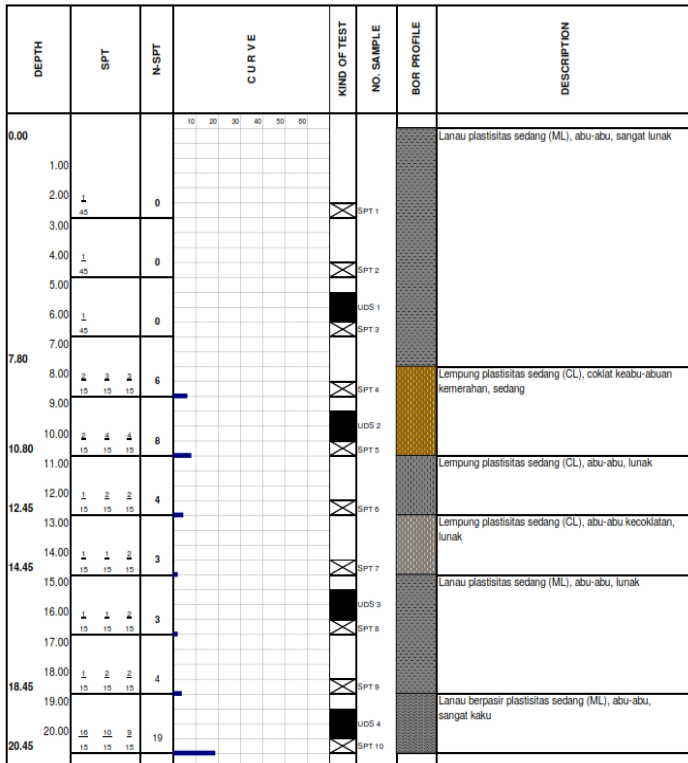 DEPTH SPT N-SPT CURVE KIND OF TEST NO. SAMPLE BOR PROFILE DESCRIPTION
10 20 30 40 50 60
0.00 Lanau plastisitas sedang (ML), abu-abu, sangat lunak
1.00
2.00 1 0
45 SPT 1
3.00
4.00 1 0
45 SPT 2
5.00
UDS 1
6.00 1 0
45 SPT 3
7.00
7.80
8.00 2 3 3 6 Lempung plastisitas sedang (CL), coklat keabu-abuan
15 15 15 SPT 4 kemerahan, sedang
9.00
UDS 2
10.00 2 4 4 8
10.80 15 15 15 SPT 5
11.00 Lempung plastisitas sedang (CL), abu-abu, lunak
12.00 1 2 2 4
12.45 15 15 15 SPT 6
13.00 Lempung plastisitas sedang (CL), abu-abu kecoklatan,
lunak
14.00 1 1 2 3
14.45 15 15 15 SPT 7
15.00 Lanau plastisitas sedang (ML), abu-abu, lunak
UDS 3
16.00 1 1 2 3
15 15 15 SPT 8
17.00
18.00 1 2 2 4
18.45 15 15 15 SPT 9
19.00 Lanau berpasir plastisitas sedang (ML), abu-abu,
sangat kaku
UDS 4
20.00 16 10 9 19
20.45 15 15 15 SPT 10